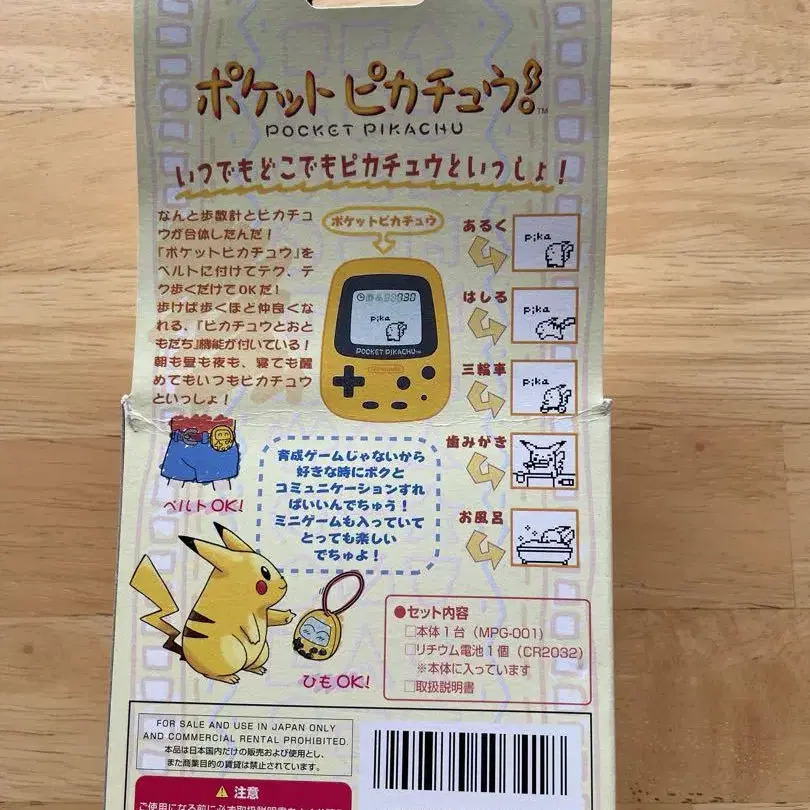 ポケットピカチュウ!
TM
POCKET PIKACHU
いつでもどこでもピカチュウといっしょ!
なんと歩数計とピカチュ
ウが合体したんだ!
「ポケットピカチュウ」を
ベルトに付けてテク、テ
ク歩くだけでOKだ!
歩けば歩くほど仲良くな
れる、「ピカチュウとおと
もだち」機能が付いている!
朝も昼も夜も、寝ても醒
めてもいつもピカチュウ
といっしょ!
ポケットピカチュウ
pika
POCKET PIKACHU
Nintendo
あるく
pika
はしる
pika
三輪車
pika
歯みがき
お風呂
ベルトOK!
育成ゲームじゃないから
好きな時にボクと
コミュニケーションすれ
ばいいんでちゅう!
ミニゲームも入っていて
とっても楽しい
でちゅよ!
ひもOK!
●セット内容
□本体1台(MPG-001)
□リチウム電池1個(CR2032)
※本体に入っています
□取扱説明書
FOR SALE AND USE IN JAPAN ONLY
AND COMMERCIAL RENTAL PROHIBITED.
本品は日本国内だけの販売および使用とし、
また商業目的の賃貸は禁止されています。
注意